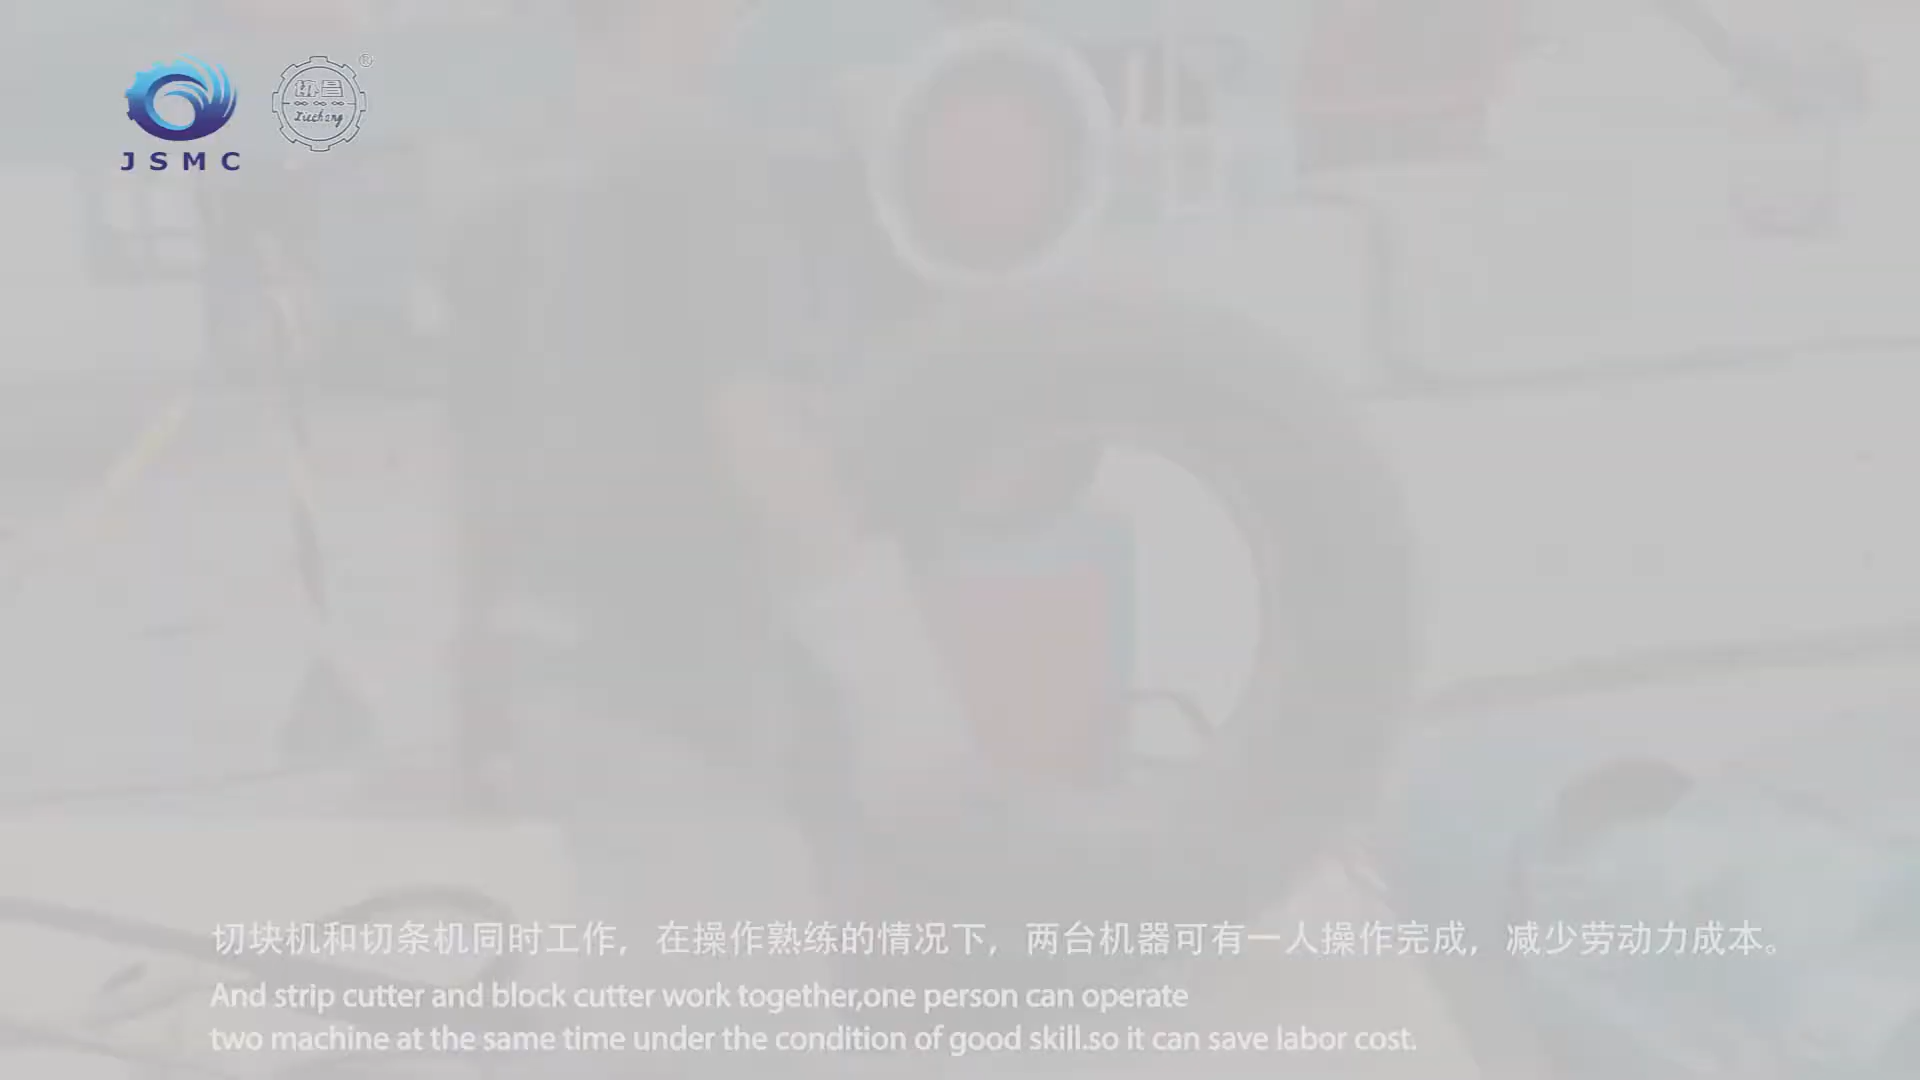 JSMC
协昌
®
Xiechang
切块机和切条机同时工作，在操作熟练的情况下，两台机器可有一人操作完成，减少劳动力成本。
And strip cutter and block cutter work together,one person can operate
two machine at the same time under the condition of good skill.so it can save labor cost.